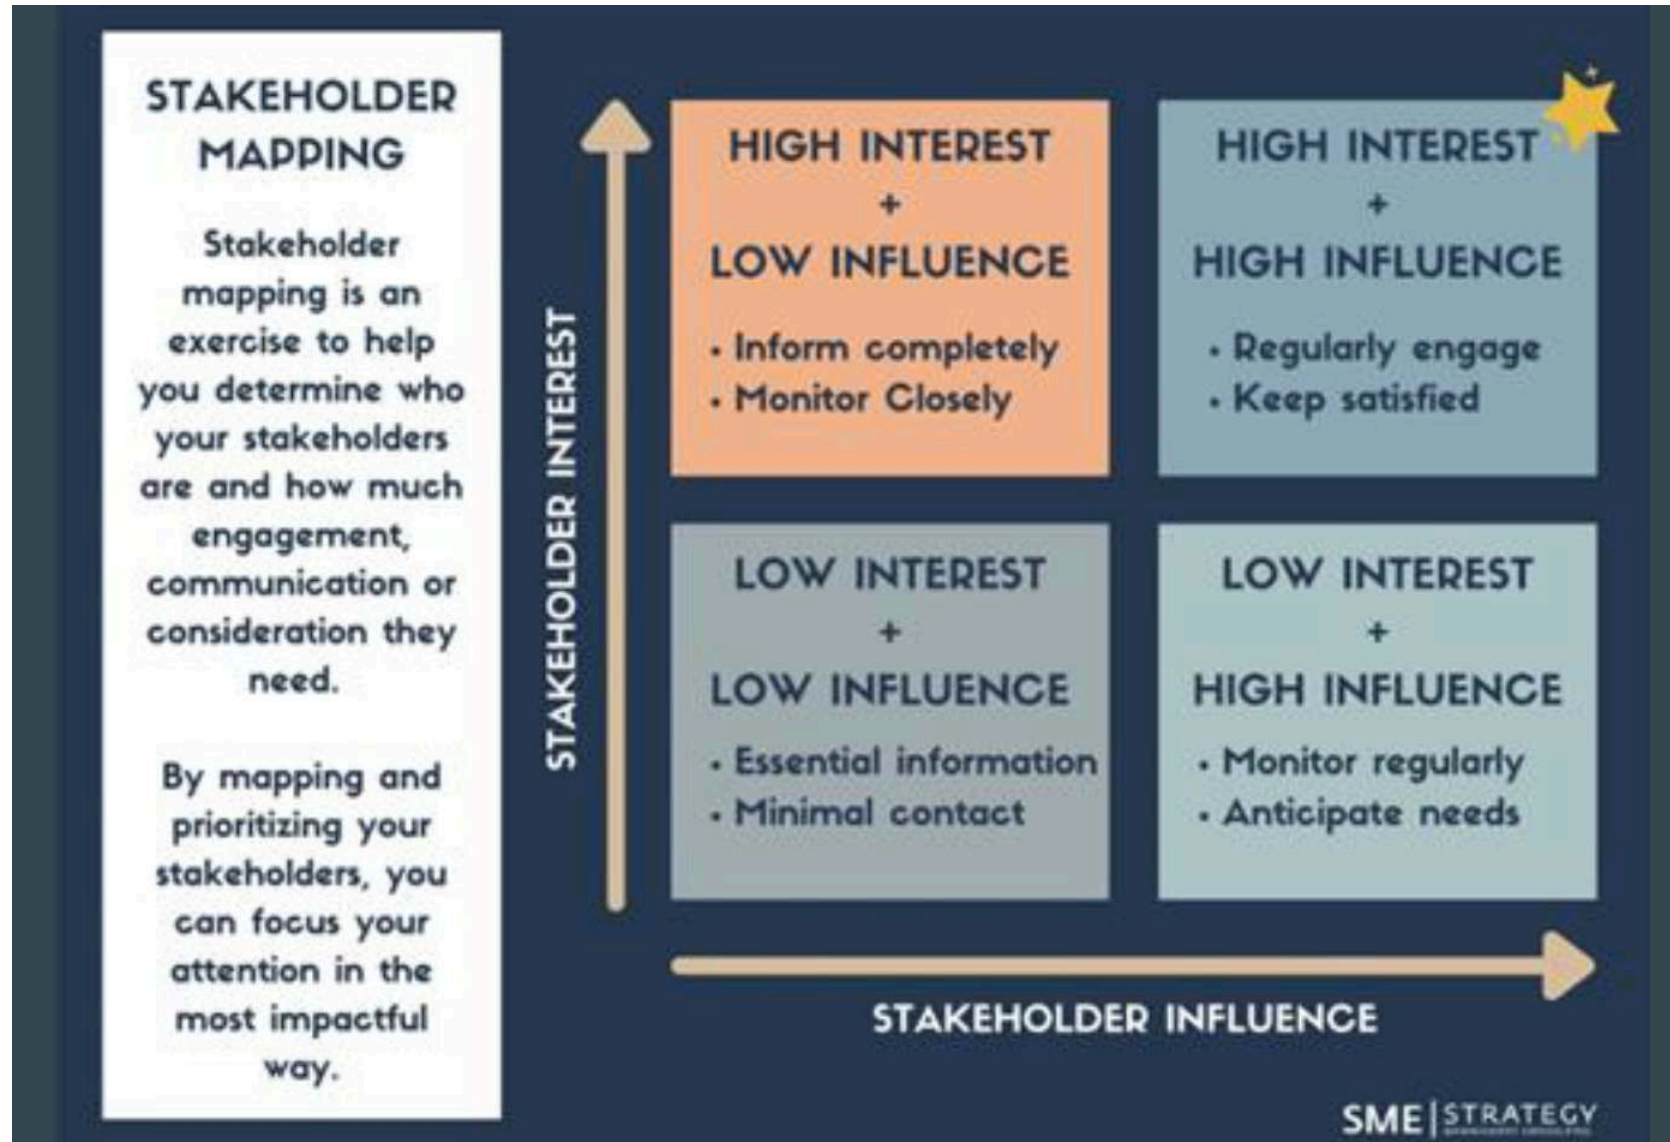 STAKEHOLDER
MAPPING
Stakeholder
mapping is an
exercise to help
you determine who
your stakeholders
are and how much
engagement,
communication or
consideration they
need.
By mapping and
prioritizing your
stakeholders, you
can focus your
attention in the
most impactful
way.
STAKEHOLDER INTEREST
HIGH INTEREST
+
LOW INFLUENCE
• Inform completely
• Monitor Closely
HIGH INTEREST
+
HIGH INFLUENCE
• Regularly engage
• Keep satisfied
LOW INTEREST
+
LOW INFLUENCE
• Essential information
• Minimal contact
LOW INTEREST
+
HIGH INFLUENCE
• Monitor regularly
• Anticipate needs
STAKEHOLDER INFLUENCE
SME | STRATEGY